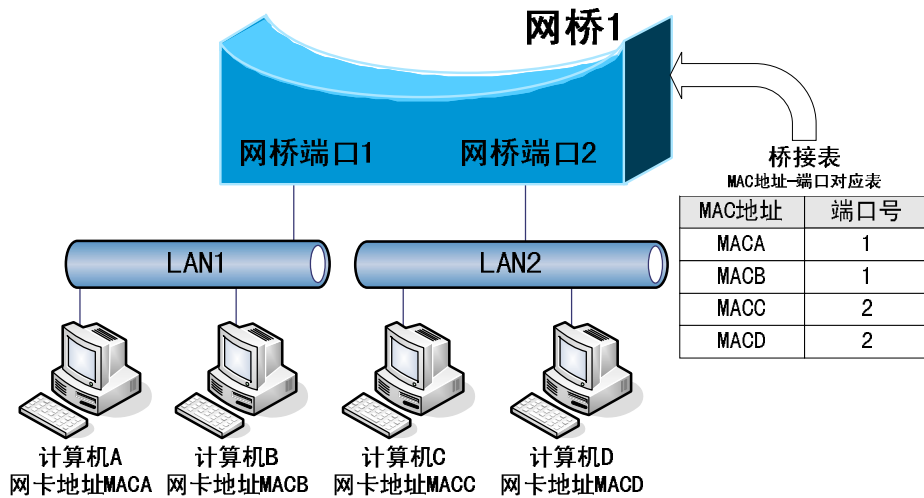 网桥1
网桥端口1
网桥端口2
桥接表
MAC地址-端口对应表
MAC地址 端口号
MACA 1
MACB 1
MACC 2
MACD 2
LAN1
LAN2
计算机A
网卡地址MACA
计算机B
网卡地址MACB
计算机C
网卡地址MACC
计算机D
网卡地址MACD